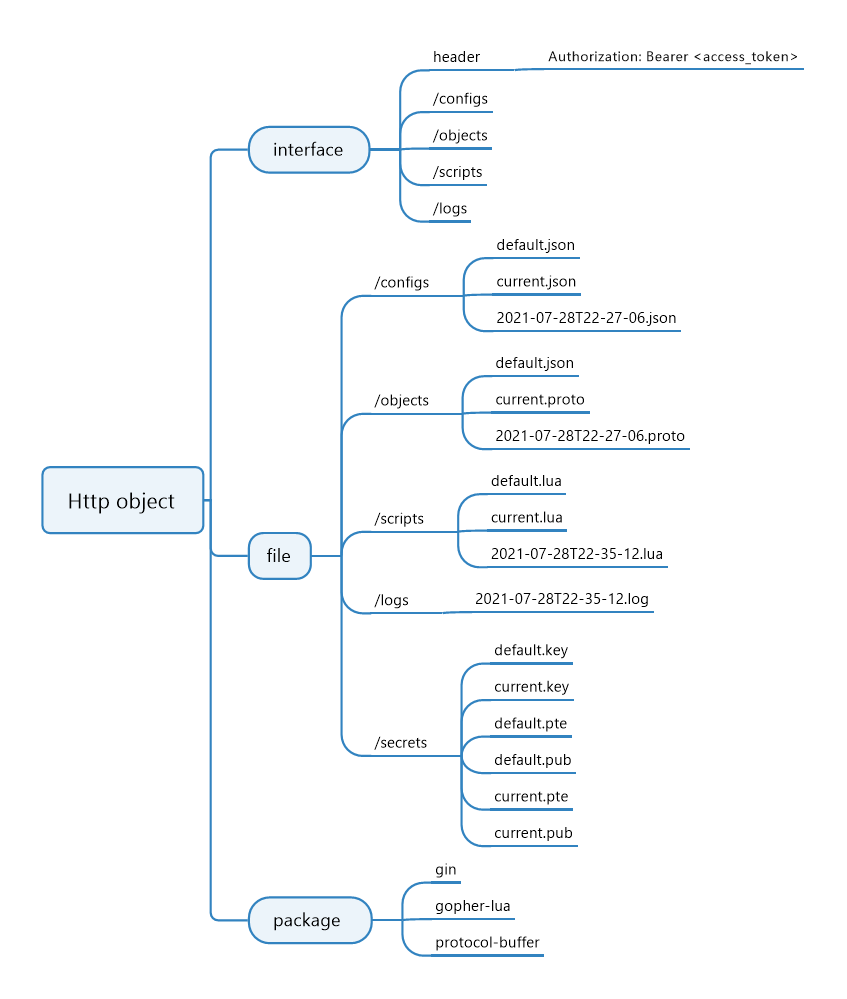 Http object
interface
header
Authorization: Bearer <access_token>
/configs
/objects
/scripts
/logs
file
/configs
default.json
current.json
2021-07-28T22-27-06.json
/objects
default.json
current.proto
2021-07-28T22-27-06.proto
/scripts
default.lua
current.lua
2021-07-28T22-35-12.lua
/logs
2021-07-28T22-35-12.log
/secrets
default.key
current.key
default.pte
default.pub
current.pte
current.pub
package
gin
gopher-lua
protocol-buffer